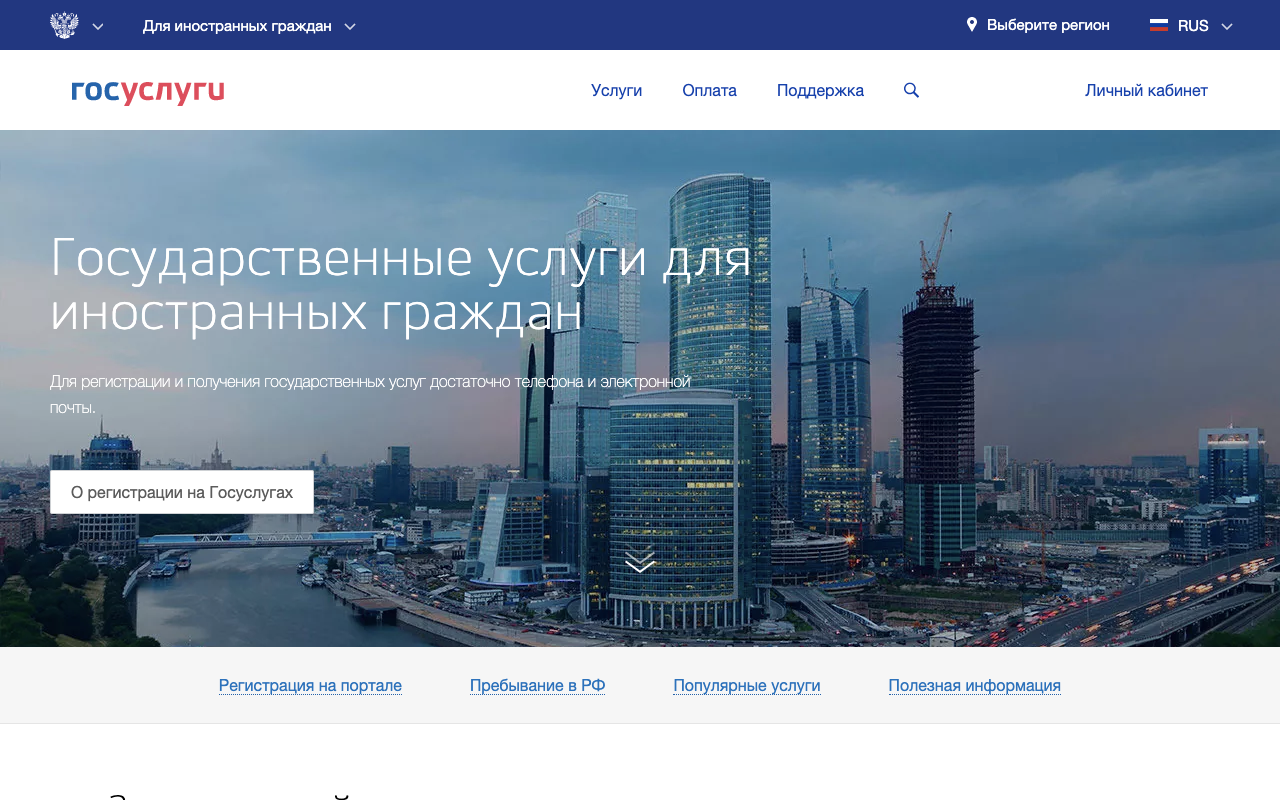 Для иностранных граждан
Выберите регион
RUS
госуслуги
Услуги
Оплата
Поддержка
Личный кабинет
Государственные услуги для
иностранных граждан
Для регистрации и получения государственных услуг достаточно телефона и электронной
почты.
О регистрации на Госуслугах
Регистрация на портале
Пребывание в РФ
Популярные услуги
Полезная информация